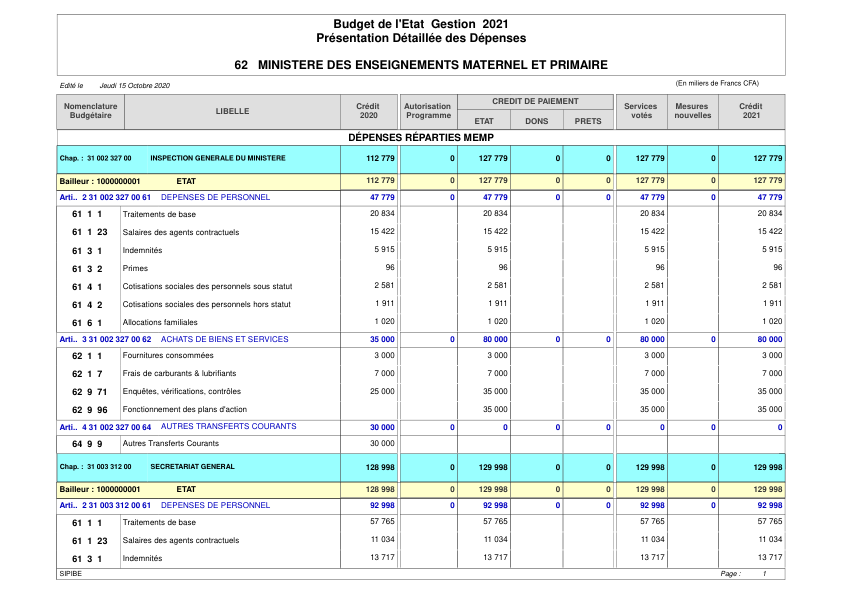 Budget de l'Etat Gestion 2021
Présentation Détaillée des Dépenses
62 MINISTERE DES ENSEIGNEMENTS MATERNEL ET PRIMAIRE
Edité le Jeudi 15 Octobre 2020 (En miliers de Francs CFA)
Nomenclature Budgétaire LIBELLE Crédit 2020 Autorisation Programme CREDIT DE PAIEMENT ETAT DONS PRETS Services votés Mesures nouvelles Crédit 2021
DÉPENSES RÉPARTIES MEMP
Chap. : 31 002 327 00 INSPECTION GENERALE DU MINISTERE 112 779 0 127 779 0 0 127 779 0 127 779
Bailleur : 1000000001 ETAT 112 779 0 127 779 0 0 127 779 0 127 779
Arti.. 2 31 002 327 00 61 DEPENSES DE PERSONNEL 47 779 0 47 779 0 0 47 779 0 47 779
61 1 1 Traitements de base 20 834 20 834 20 834 20 834
61 1 23 Salaires des agents contractuels 15 422 15 422 15 422 15 422
61 3 1 Indemnités 5 915 5 915 5 915 5 915
61 3 2 Primes 96 96 96 96
61 4 1 Cotisations sociales des personnels sous statut 2 581 2 581 2 581 2 581
61 4 2 Cotisations sociales des personnels hors statut 1 911 1 911 1 911 1 911
61 6 1 Allocations familiales 1 020 1 020 1 020 1 020
Arti.. 3 31 002 327 00 62 ACHATS DE BIENS ET SERVICES 35 000 0 80 000 0 0 80 000 0 80 000
62 1 1 Fournitures consommées 3 000 3 000 3 000 3 000
62 1 7 Frais de carburants & lubrifiants 7 000 7 000 7 000 7 000
62 9 71 Enquêtes, vérifications, contrôles 25 000 35 000 35 000 35 000
62 9 96 Fonctionnement des plans d'action 35 000 35 000 35 000
Arti.. 4 31 002 327 00 64 AUTRES TRANSFERTS COURANTS 30 000 0 0 0 0 0 0 0
64 9 9 Autres Transferts Courants 30 000
Chap. : 31 003 312 00 SECRETARIAT GENERAL 128 998 0 129 998 0 0 129 998 0 129 998
Bailleur : 1000000001 ETAT 128 998 0 129 998 0 0 129 998 0 129 998
Arti.. 2 31 003 312 00 61 DEPENSES DE PERSONNEL 92 998 0 92 998 0 0 92 998 0 92 998
61 1 1 Traitements de base 57 765 57 765 57 765 57 765
61 1 23 Salaires des agents contractuels 11 034 11 034 11 034 11 034
61 3 1 Indemnités 13 717 13 717 13 717 13 717
SIPIBE Page : 1